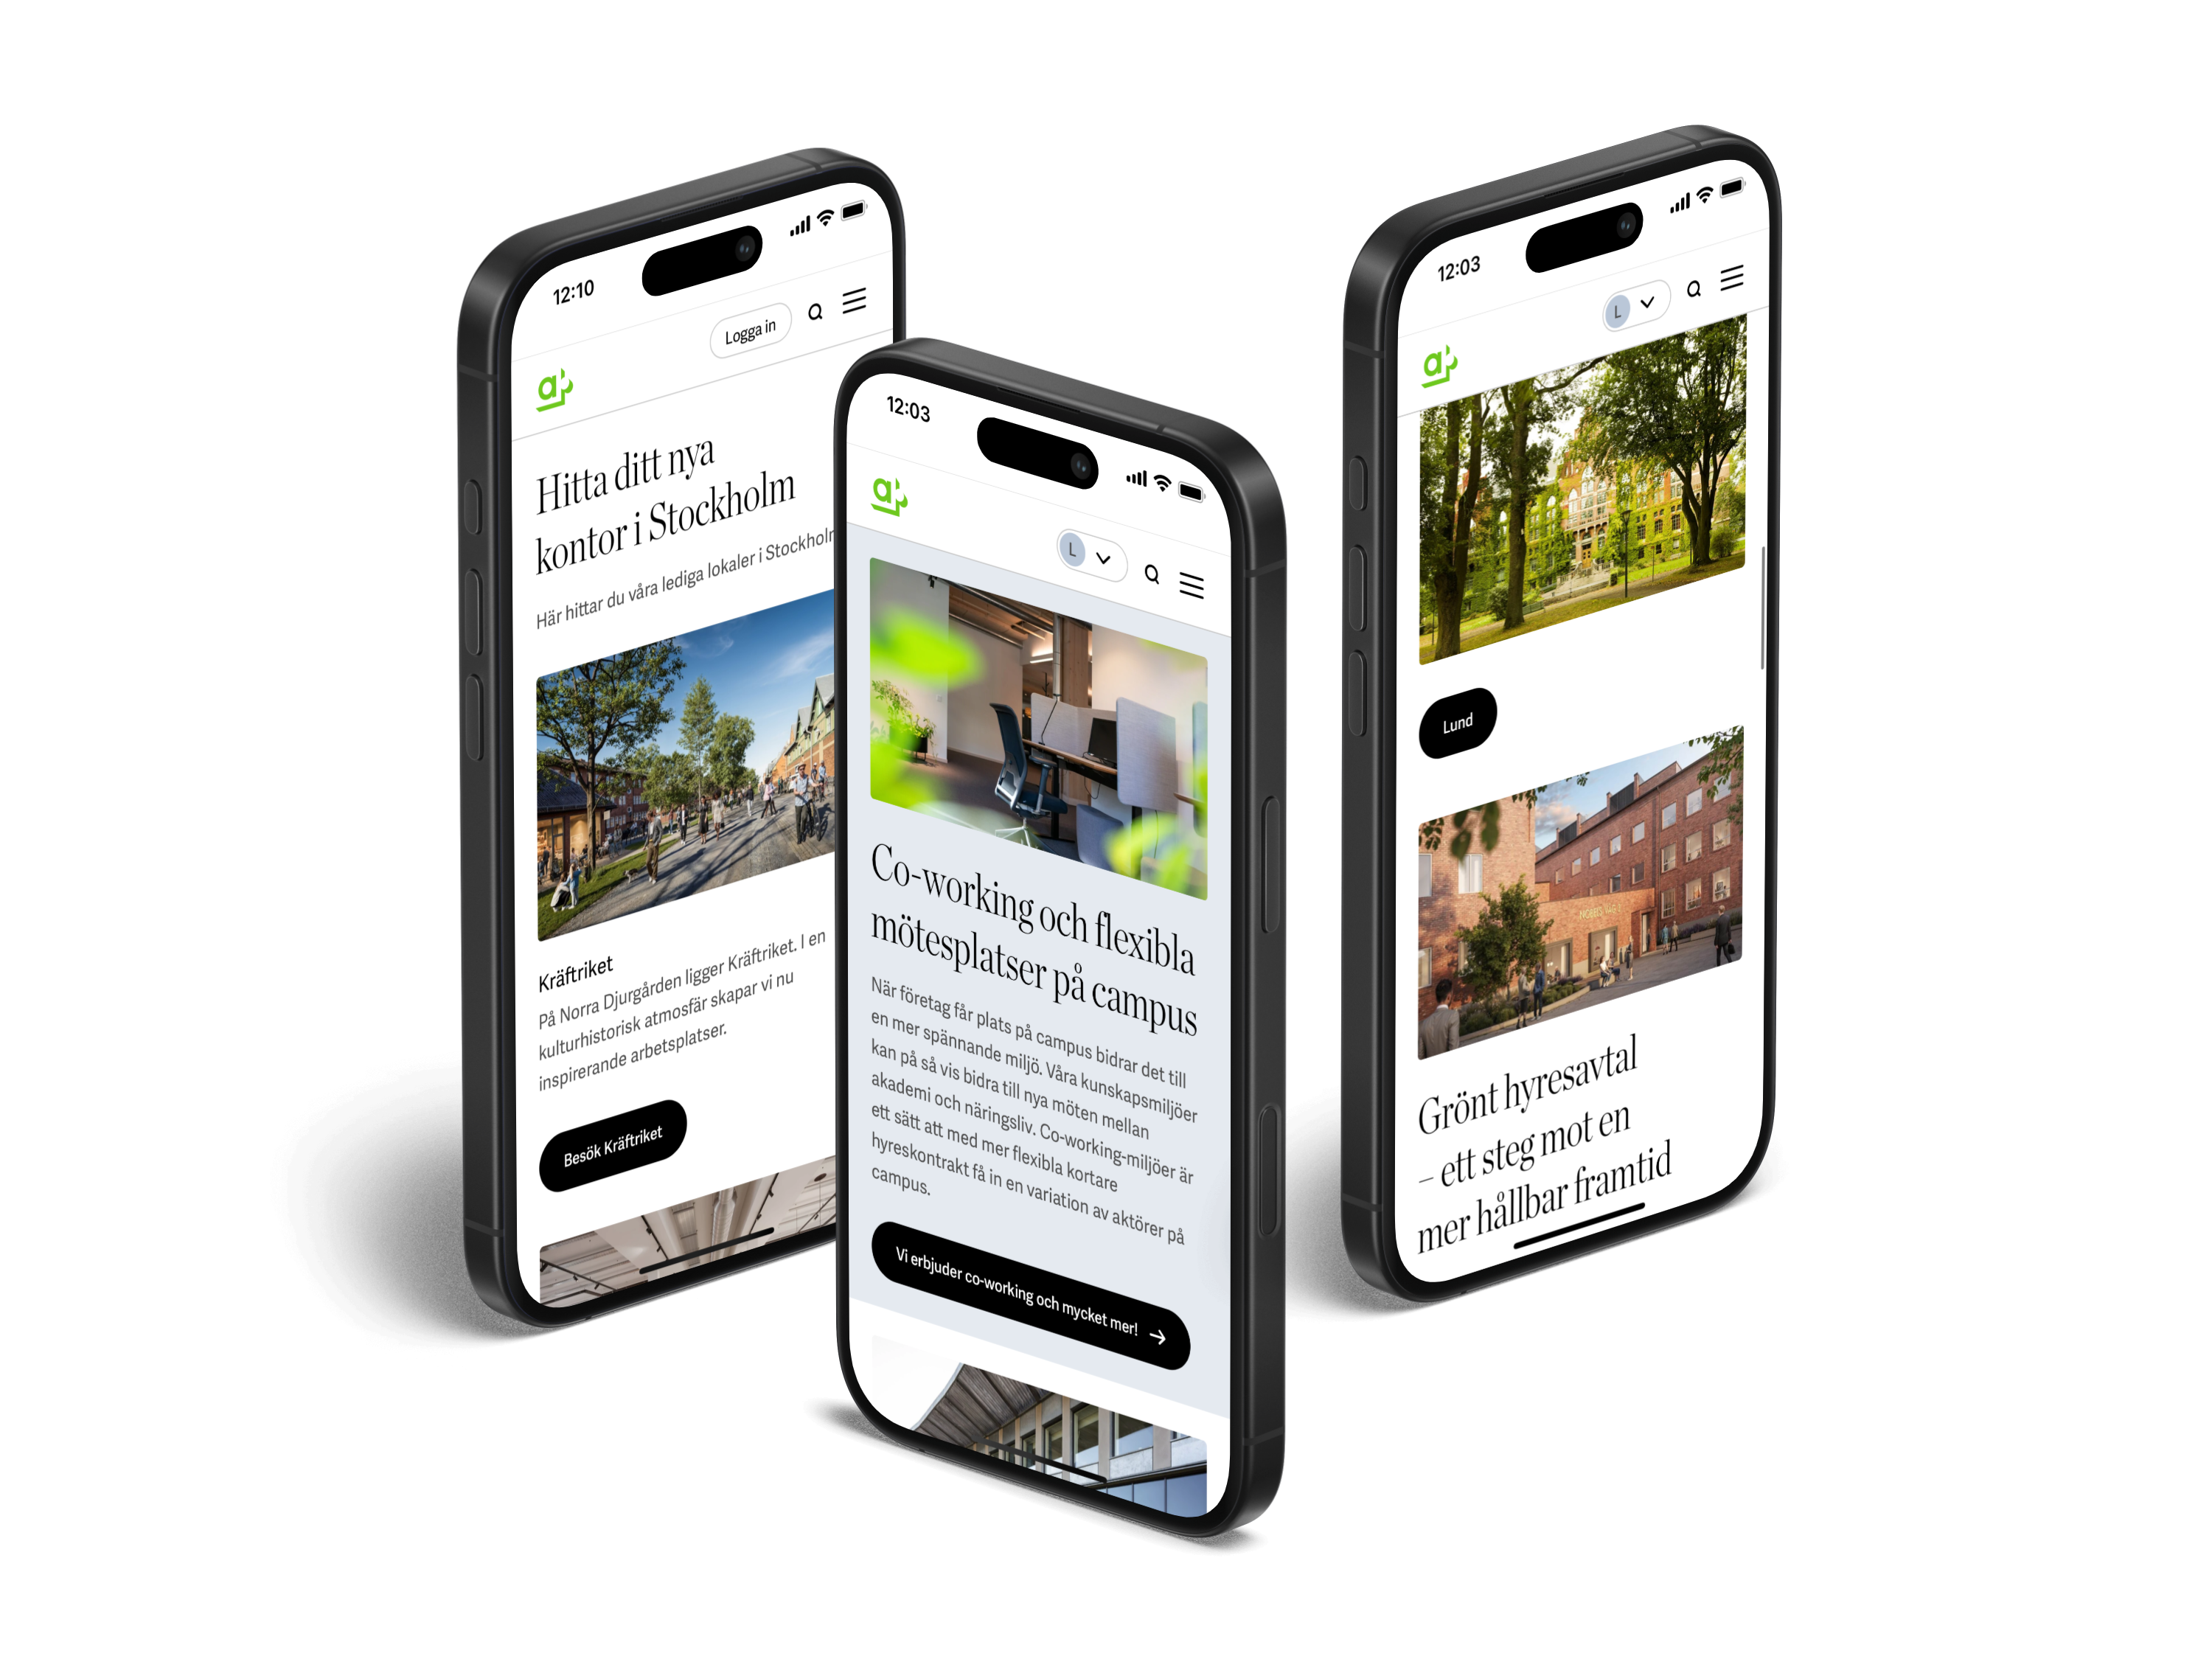 12:10
Logga in
Hitta ditt nya
kontor i Stockholm
Här hittar du våra lediga lokaler i
Kräftriket
På Norra Djurgården ligger Kräftriket. I en
kulturhistorisk atmosfär skapar vi nu
inspirerande arbetsplatser.
Besök Kräftriket
12:03
L
Co-working och flexibla
mötesplatser på campus
När företag får plats på campus bidrar det till
en mer spännande miljö. Våra kunskapsmiljöer
kan på så vis bidra till nya möten mellan
akademi och näringsliv. Co-working-miljöer är
ett sätt att med mer flexibla kortare
hyreskontrakt få in en variation av aktörer på
campus.
Vi erbjuder co-working och mycket mer!
12:03
L
Lund
Grönt hyresavtal
– ett steg mot en
mer hållbar framtid